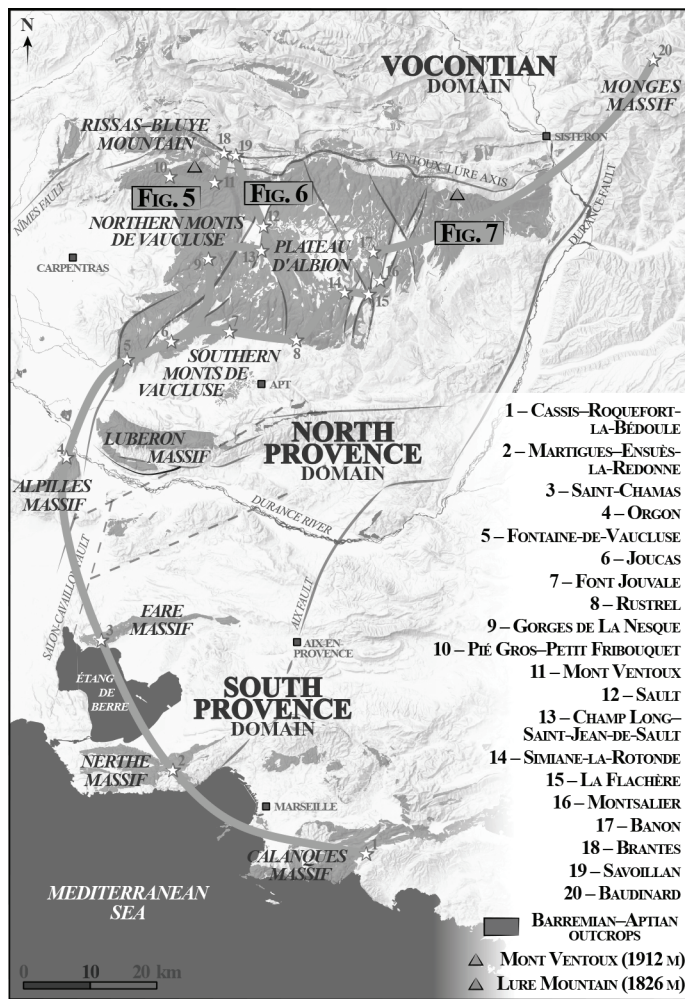 N
VOCONTIAN
DOMAIN
20
MONGES
MASSIF
RISSAS–BLUYE
MOUNTAIN
18
19
SISTERON
10
11
VENTOUX-LURE AXIS
NÎMES FAULT
FIG. 5
FIG. 6
NORTHERN MONTS
DE VAUCLUSE
12
FIG. 7
DURANCE FAULT
PLATEAU
D'ALBION
17
CARPENTRAS
9
13
16
14
15
6
7
5
8
SOUTHERN
MONTS DE
VAUCLUSE
APT
LUBERON
MASSIF
NORTH
PROVENCE
DOMAIN
4
ALPILLES
MASSIF
DURANCE RIVER
SALON-CAVAILLON FAULT
AIX FAULT
FARE MASSIF
3
AIX-EN-
PROVENCE
ÉTANG
DE
BERRE
SOUTH
PROVENCE
DOMAIN
NERTHE
MASSIF
2
MARSEILLE
CALANQUES
MASSIF
1
MEDITERRANEAN
SEA
0 10 20 km
1 – CASSIS–ROQUEFORT-
LA-BÉDOULE
2 – MARTIGUES–ENSUÈS-
LA-REDONNE
3 – SAINT-CHAMAS
4 – ORGON
5 – FONTAINE-DE-VAUCLUSE
6 – JOUCAS
7 – FONT JOUVALE
8 – RUSTREL
9 – GORGES DE LA NESQUE
10 – PIÉ GROS–PETIT FRIBOUQUET
11 – MONT VENTOUX
12 – SAULT
13 – CHAMP LONG–
SAINT-JEAN-DE-SAULT
14 – SIMIANE-LA-ROTONDE
15 – LA FLACHÈRE
16 – MONTSALIER
17 – BANON
18 – BRANTES
19 – SAVOILLAN
20 – BAUDINARD
BARREMIAN–APTIAN
OUTCROPS
MONT VENTOUX (1912 M)
LURE MOUNTAIN (1826 M)